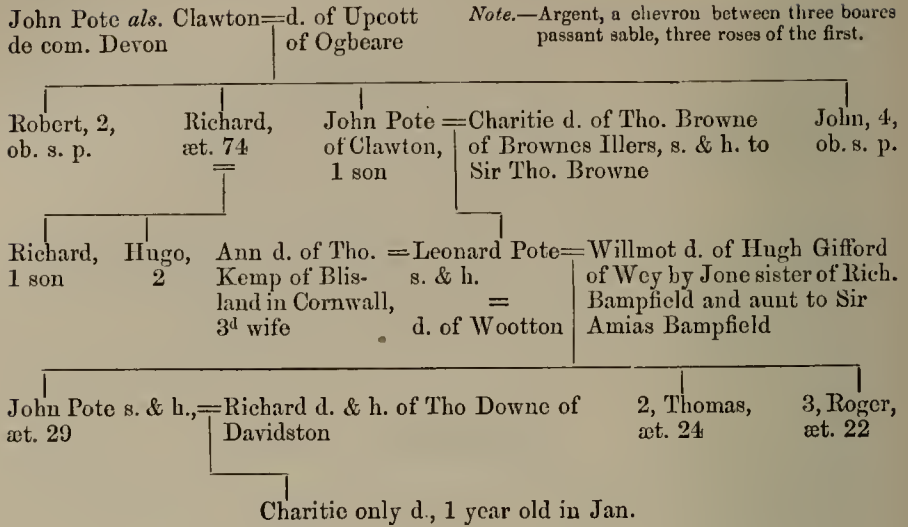 John Pote als. Clawton=d. of Upcott
de com. Devon
of Ogbeare
Note.—Argent, a chevron between three boares
passant sable, three roses of the first.
Robert, 2,
ob. s. p.
Richard,
æt. 74
=
John Pote =Charitie d. of Tho. Browne
of Clawton,
1 son
of Brownes Illers, s. & h. to
Sir Tho. Browne
John, 4,
ob. s. p.
Richard,
1 son
Hugo,
2
Ann d. of Tho.
Kemp of Blis-
land in Cornwall,
3d wife
=Leonard Pote=
s. & h.
=
d. of Wootton
Willmot d. of Hugh Gifford
of Wey by Jone sister of Rich.
Bampfield and aunt to Sir
Amias Bampfield
John Pote s. & h.,=Richard d. & h. of Tho Downe of
æt. 29
Davidston
2, Thomas,
æt. 24
3, Roger,
æt. 22
Charitie only d., 1 year old in Jan.